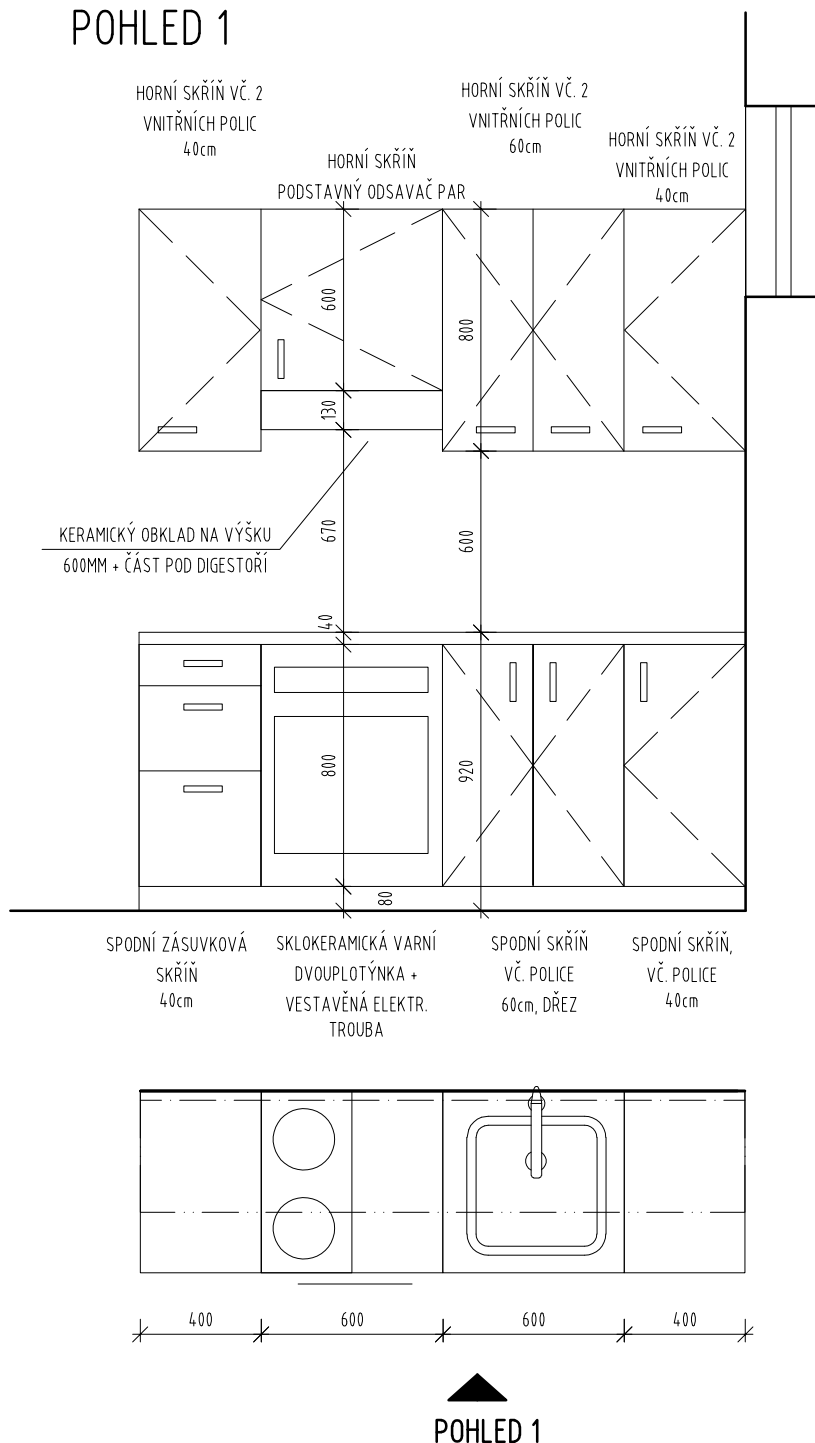 POHLED 1
HORNÍ SKŘÍŇ VČ. 2
VNITŘNÍCH POLIC
40cm
HORNÍ SKŘÍŇ
PODSTAVNÝ ODSAVAČ PAR
HORNÍ SKŘÍŇ VČ. 2
VNITŘNÍCH POLIC
60cm
HORNÍ SKŘÍŇ VČ. 2
VNITŘNÍCH POLIC
40cm
600
800
130
KERAMICKÝ OBKLAD NA VÝŠKU
600MM + ČÁST POD DIGESTOŘÍ
670
600
40
800
920
80
SPODNÍ ZÁSUVKOVÁ
SKŘÍŇ
40cm
SKLOKERAMICKÁ VARNÍ
DVOUPLOTÝNKA +
VESTAVĚNÁ ELEKTR.
TROUBA
SPODNÍ SKŘÍŇ
VČ. POLICE
60cm, DŘEZ
SPODNÍ SKŘÍŇ,
VČ. POLICE
40cm
400
600
600
400
POHLED 1